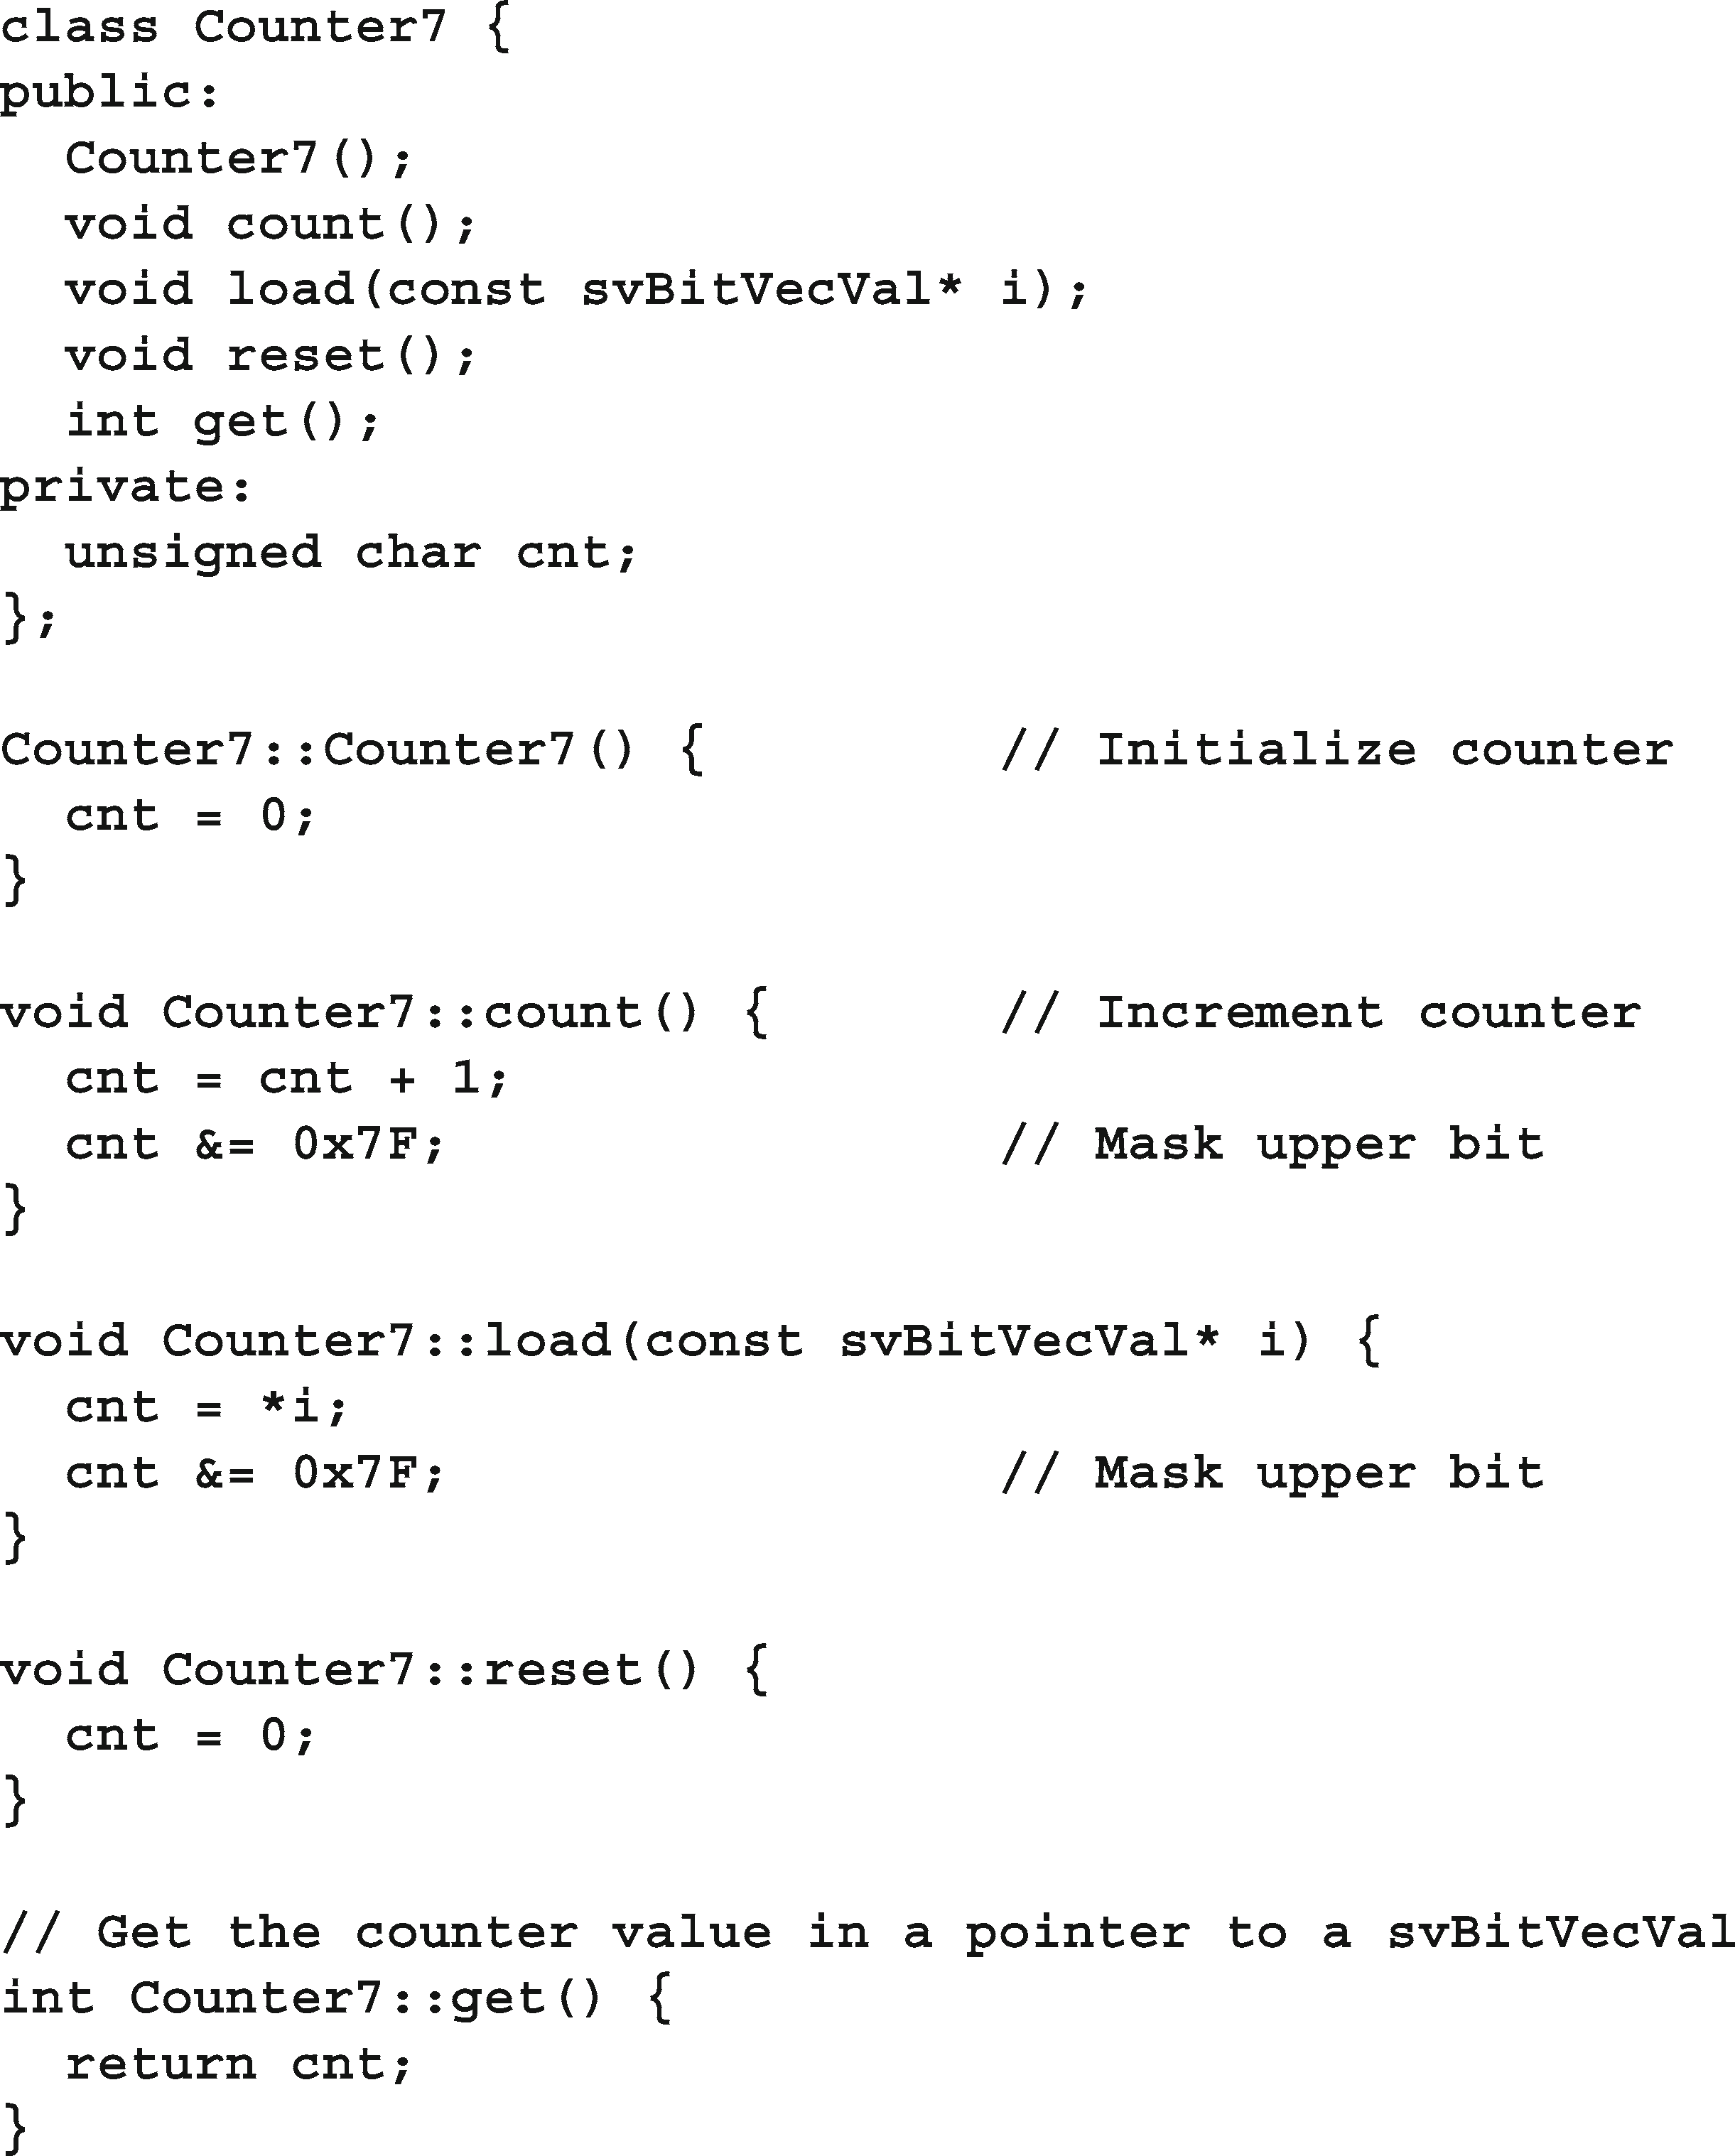 class Counter7 {
public:
  Counter7();
  void count();
  void load(const svBitVecVal* i);
  void reset();
  int get();
private:
  unsigned char cnt;
};

Counter7::Counter7() {         // Initialize counter
  cnt = 0;
}

void Counter7::count() {       // Increment counter
  cnt = cnt + 1;
  cnt &= 0x7F;                 // Mask upper bit
}

void Counter7::load(const svBitVecVal* i) {
  cnt = *i;
  cnt &= 0x7F;                 // Mask upper bit
}

void Counter7::reset() {
  cnt = 0;
}

// Get the counter value in a pointer to a svBitVecVal
int Counter7::get() {
  return cnt;
}